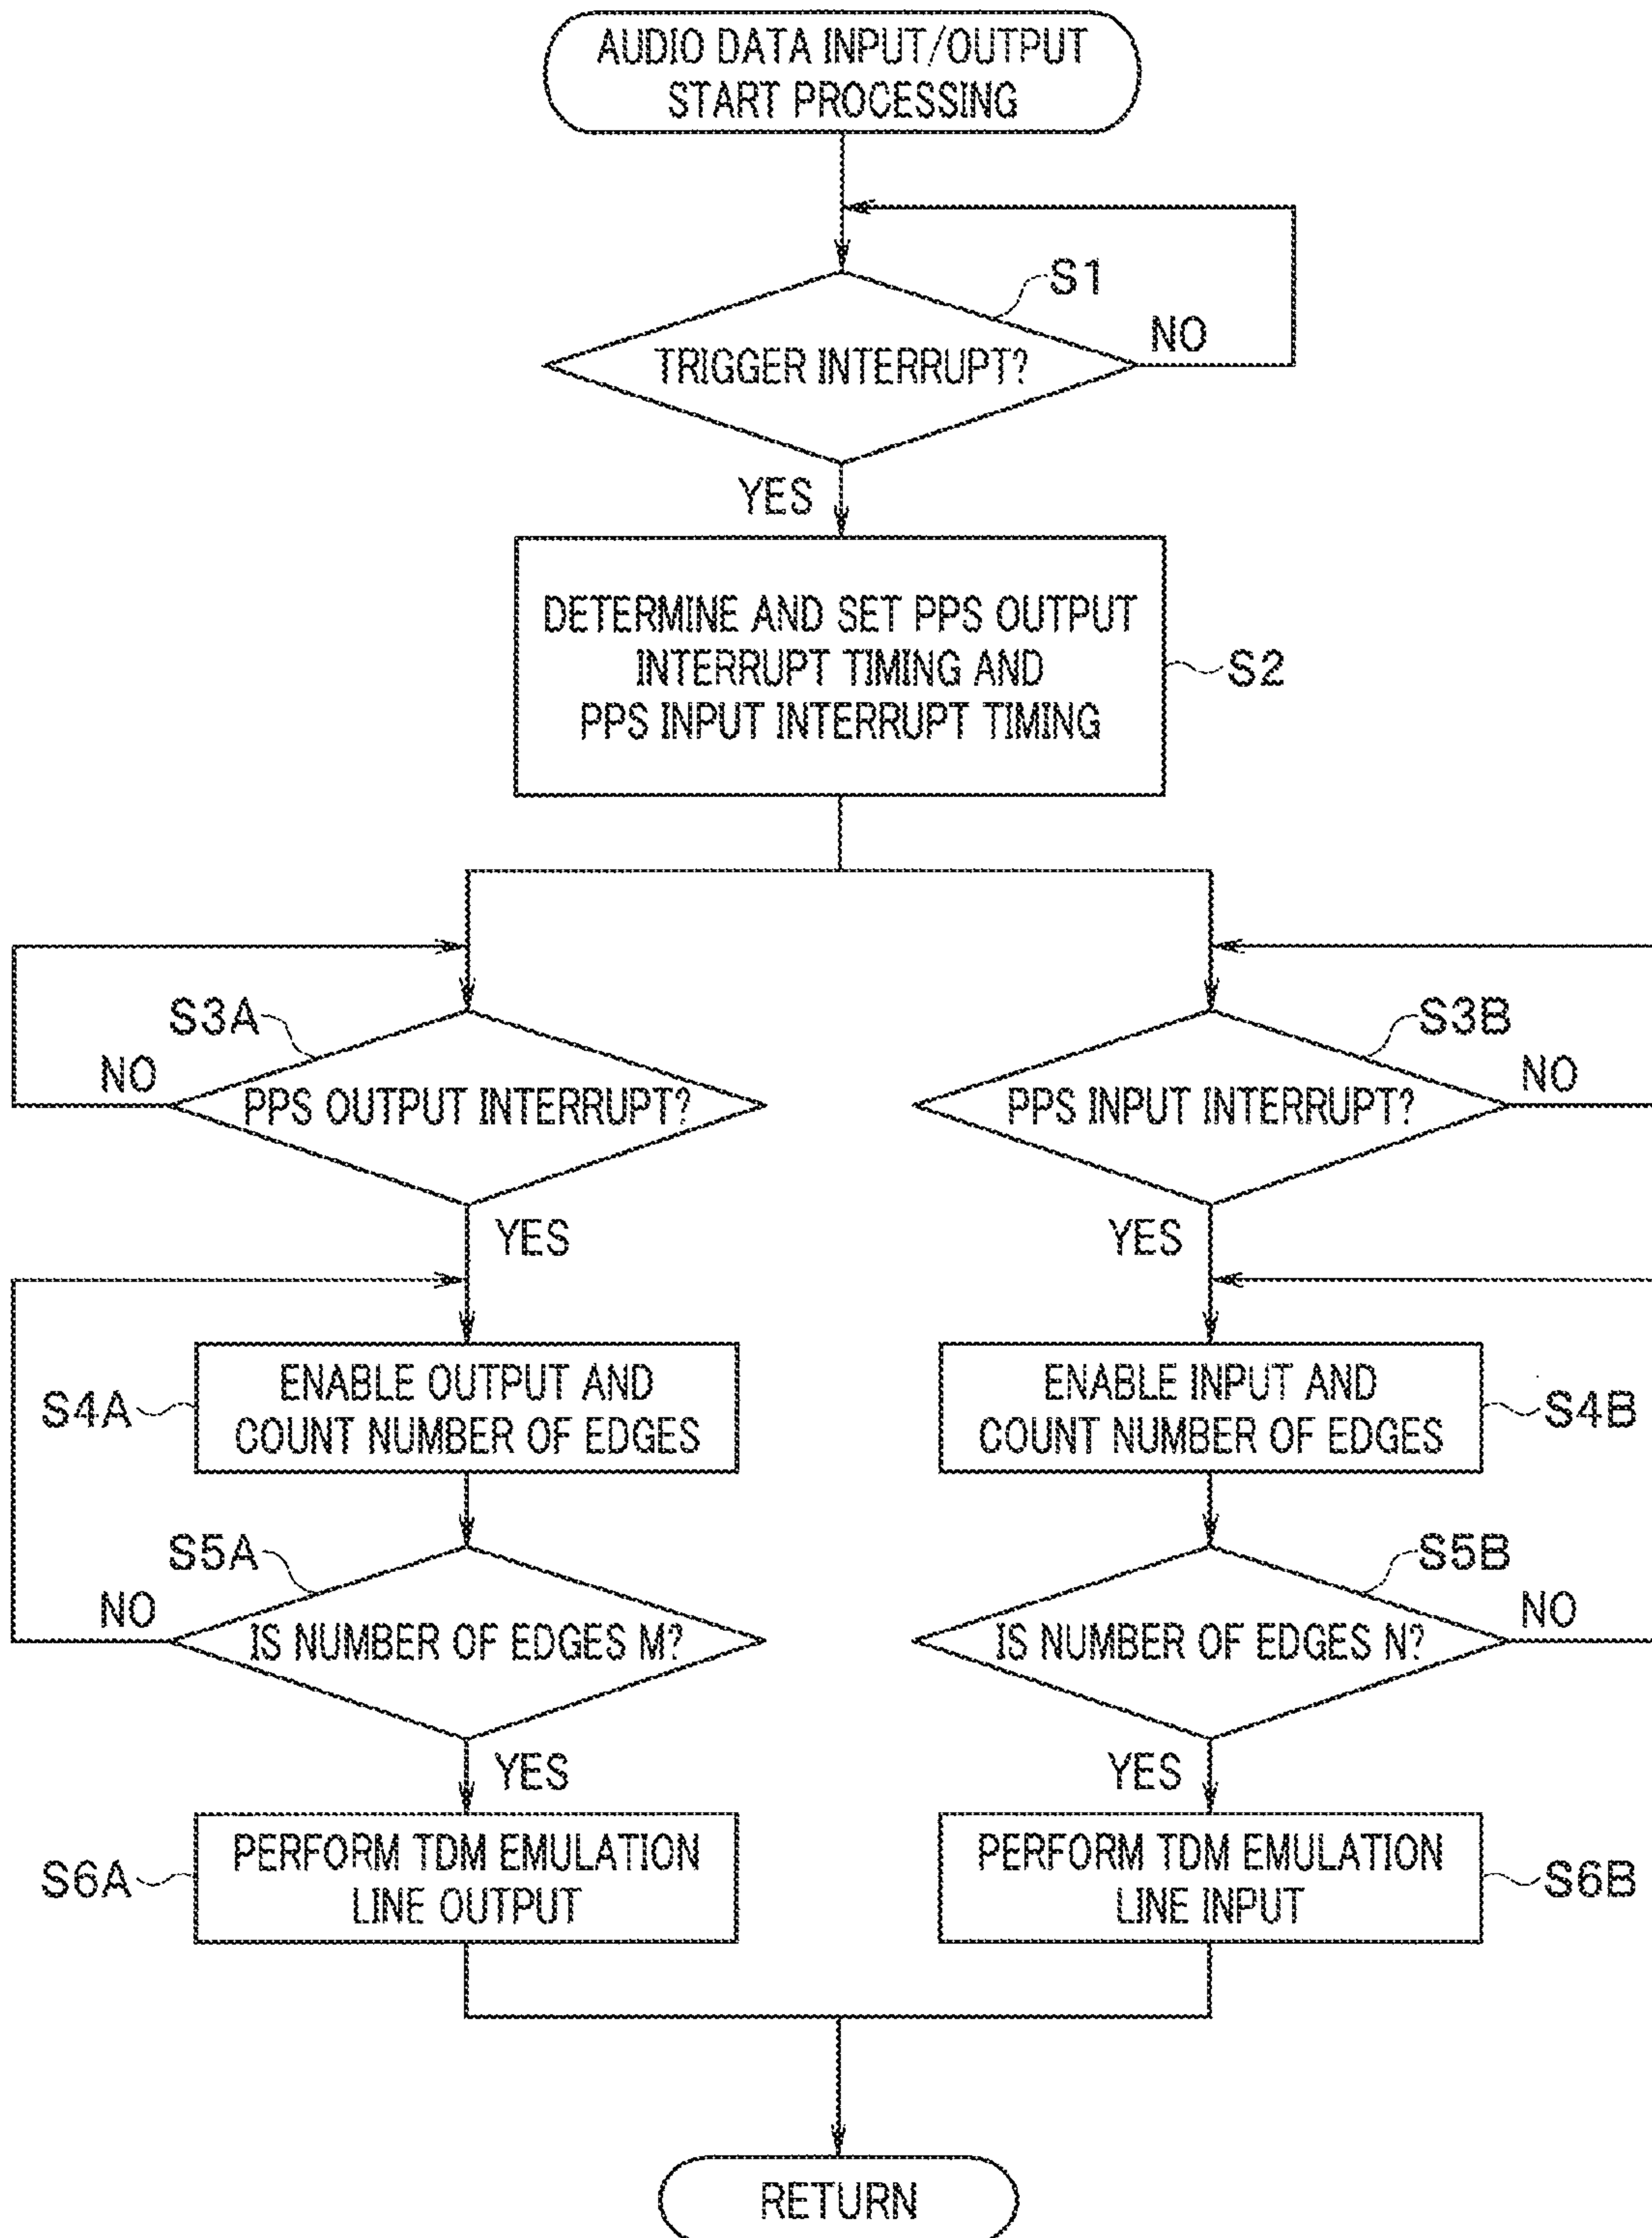 AUDIO DATA INPUT/OUTPUT
START PROCESSING
S1
NO
TRIGGER INTERRUPT?
YES
DETERMINE AND SET PPS OUTPUT
INTERRUPT TIMING AND
PPS INPUT INTERRUPT TIMING
S2
S3A
NO
PPS OUTPUT INTERRUPT?
YES
S3B
NO
PPS INPUT INTERRUPT?
YES
ENABLE OUTPUT AND
COUNT NUMBER OF EDGES
S4A
ENABLE INPUT AND
COUNT NUMBER OF EDGES
S4B
S5A
NO
IS NUMBER OF EDGES M?
YES
S5B
NO
IS NUMBER OF EDGES N?
YES
PERFORM TDM EMULATION
LINE OUTPUT
S6A
PERFORM TDM EMULATION
LINE INPUT
S6B
RETURN